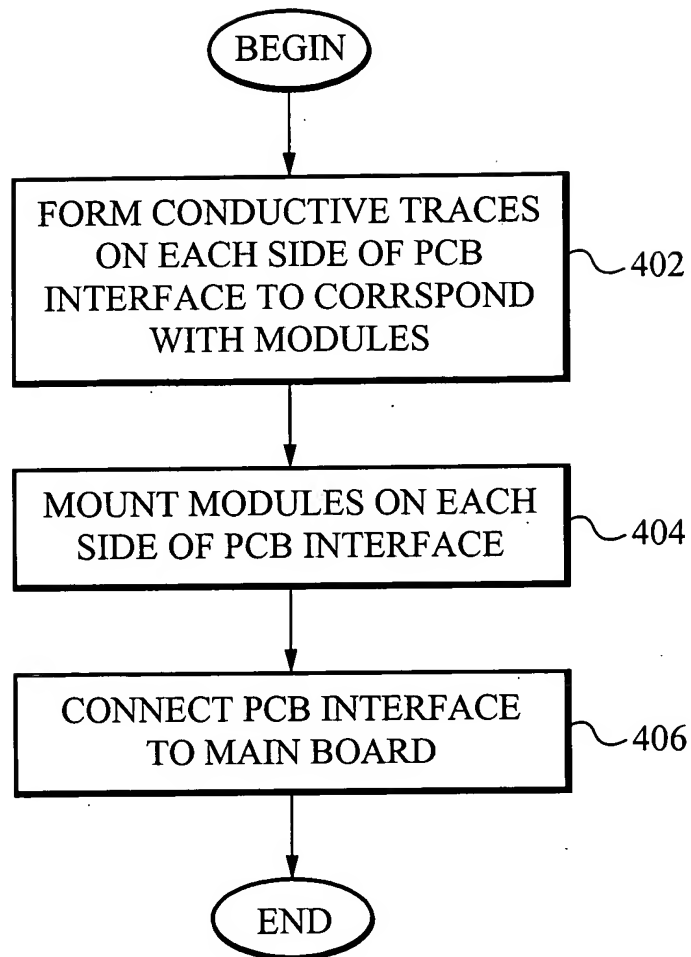 BEGIN
FORM CONDUCTIVE TRACES
ON EACH SIDE OF PCB
INTERFACE TO CORRSPOND
WITH MODULES
402
MOUNT MODULES ON EACH
SIDE OF PCB INTERFACE
404
CONNECT PCB INTERFACE
TO MAIN BOARD
406
END